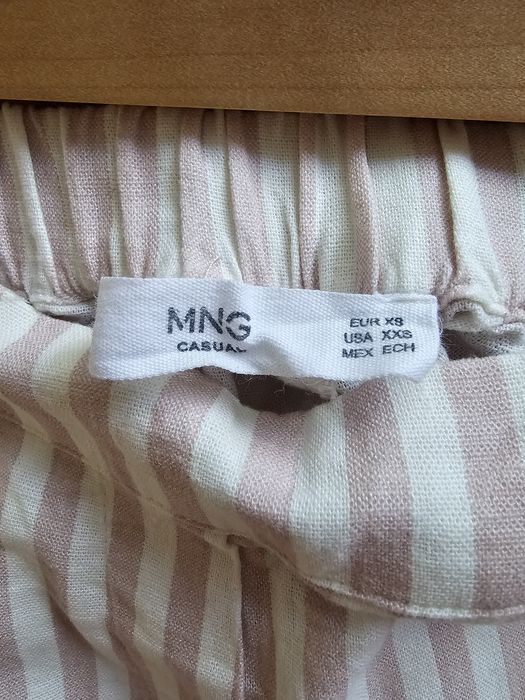 MNG
CASUAL
EUR XS
USA XXS
MEX ECH